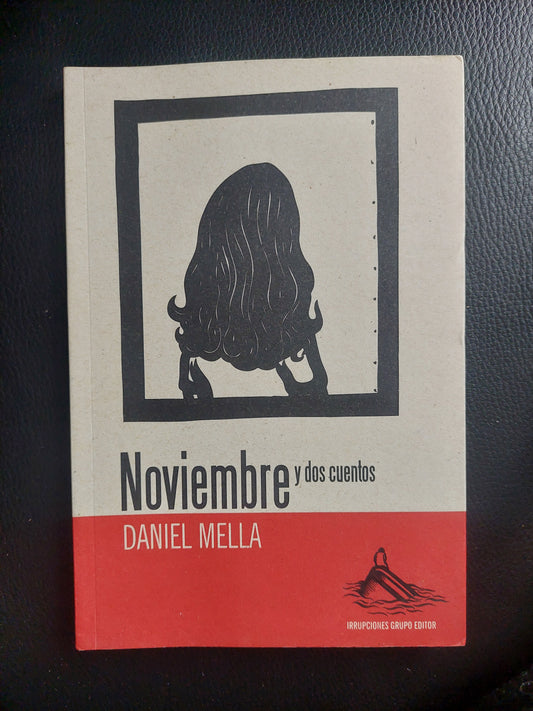 Noviembre y dos cuentos
DANIEL MELLA
IRRUPCIONES GRUPO EDITOR